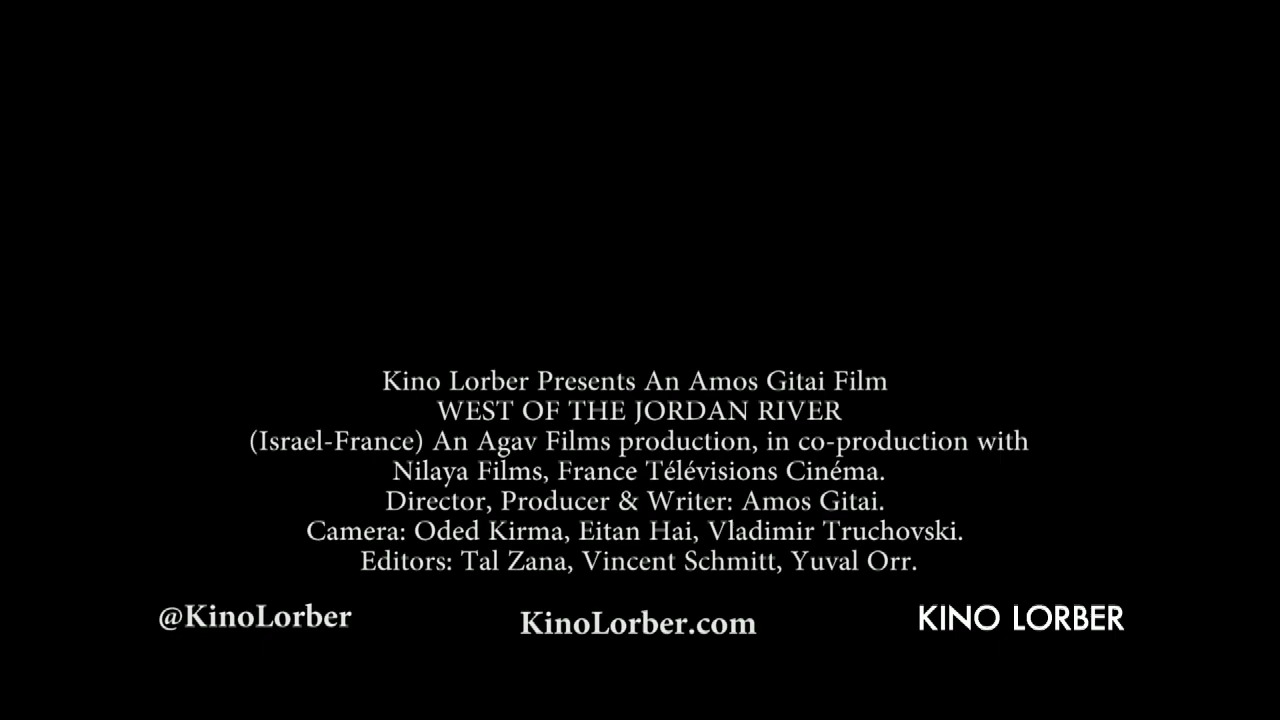 Kino Lorber Presents An Amos Gitai Film
WEST OF THE JORDAN RIVER
(Israel-France) An Agav Films production, in co-production with
Nilaya Films, France Télévisions Cinéma.
Director, Producer & Writer: Amos Gitai.
Camera: Oded Kirma, Eitan Hai, Vladimir Truchovski.
Editors: Tal Zana, Vincent Schmitt, Yuval Orr.
@KinoLorber
KinoLorber.com
KINO LORBER